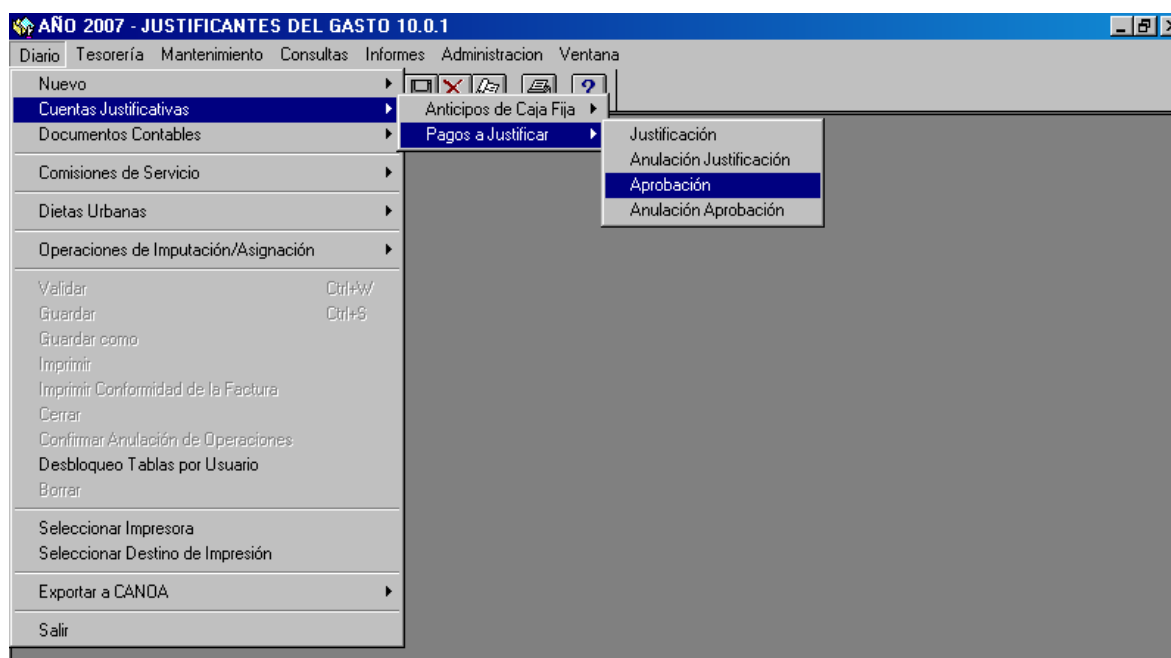 AÑO 2007 - JUSTIFICANTES DEL GASTO 10.0.1
Diario Tesorería Mantenimiento Consultas Informes Administracion Ventana
Nuevo
Cuentas Justificativas
Documentos Contables
Comisiones de Servicio
Dietas Urbanas
Operaciones de Imputación/Asignación
Validar Ctrl+W
Guardar Ctrl+S
Guardar como
Imprimir
Imprimir Conformidad de la Factura
Cerrar
Confirmar Anulación de Operaciones
Desbloqueo Tablas por Usuario
Borrar
Seleccionar Impresora
Seleccionar Destino de Impresión
Exportar a CANOA
Salir
Anticipos de Caja Fija
Pagos a Justificar
Justificación
Anulación Justificación
Aprobación
Anulación Aprobación